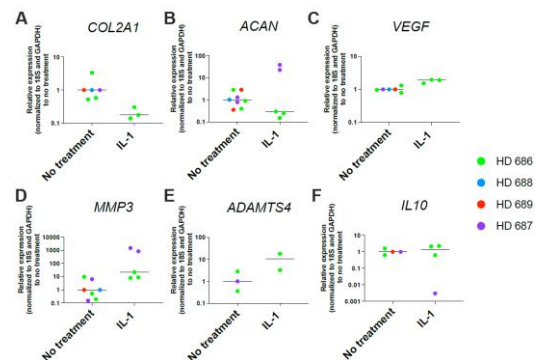 A
COL2A1
Relative expression
(normalized to 18S and GAPDH)
to no treatment
10
1
0.1
No treatment
IL-1
B
ACAN
Relative expression
(normalized to 18S and GAPDH)
to no treatment
100
10
1
0.1
No treatment
IL-1
C
VEGF
Relative expression
(normalized to 18S and GAPDH)
to no treatment
100
10
1
0.1
No treatment
IL-1
HD 686
HD 688
HD 689
HD 687
D
MMP3
Relative expression
(normalized to 18S and GAPDH)
to no treatment
10000
1000
100
10
1
0.1
No treatment
IL-1
E
ADAMTS4
Relative expression
(normalized to 18S and GAPDH)
to no treatment
100
10
1
0.1
No treatment
IL-1
F
IL10
Relative expression
(normalized to 18S and GAPDH)
to no treatment
10
1
0.1
0.01
0.001
No treatment
IL-1